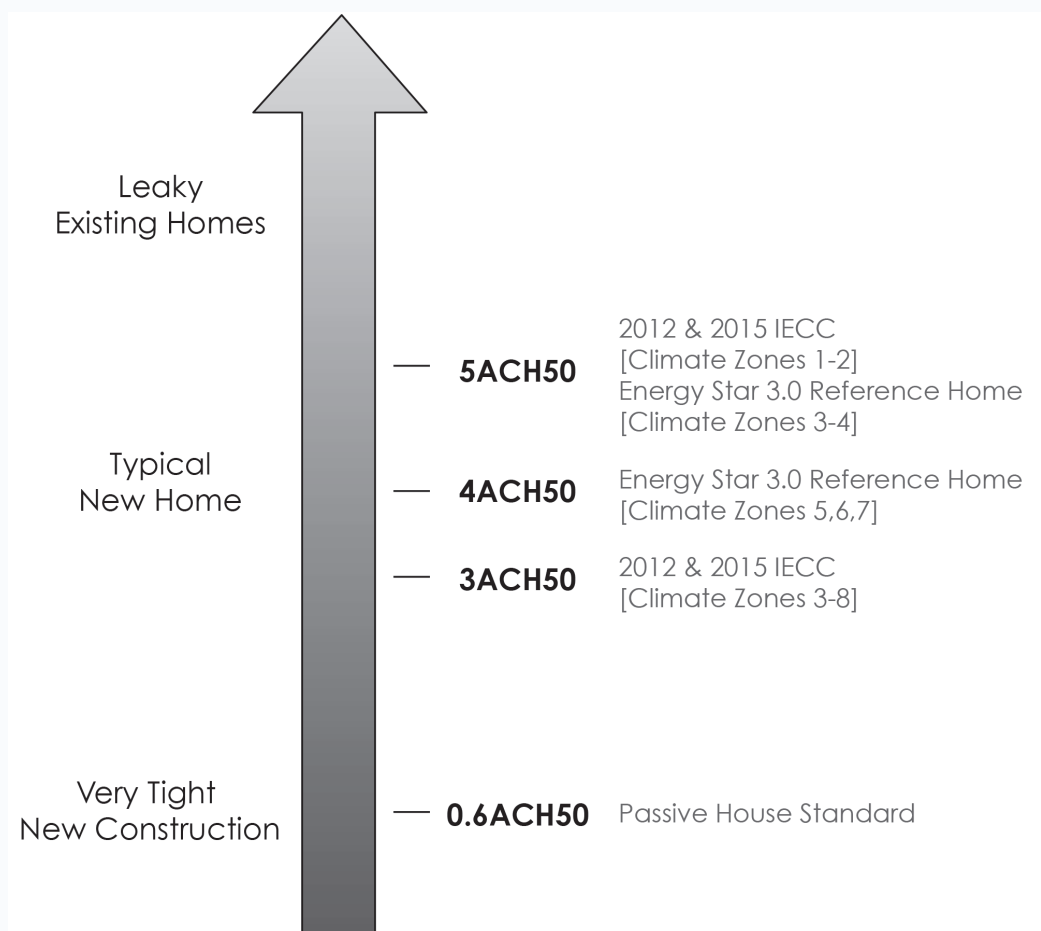 Leaky
Existing Homes
2012 & 2015 IECC
[Climate Zones 1-2]
5ACH50
Energy Star 3.0 Reference Home
[Climate Zones 3-4]
Typical
New Home
4ACH50
Energy Star 3.0 Reference Home
[Climate Zones 5,6,7]
3ACH50
2012 & 2015 IECC
[Climate Zones 3-8]
Very Tight
New Construction
0.6ACH50
Passive House Standard